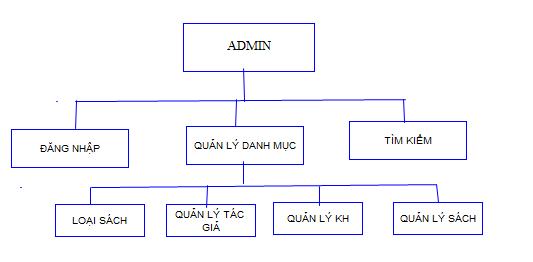 ADMIN
ĐĂNG NHẬP
QUẢN LÝ DANH MỤC
TÌM KIẾM
LOẠI SÁCH
QUẢN LÝ TÁC
GIẢ
QUẢN LÝ KH
QUẢN LÝ SÁCH